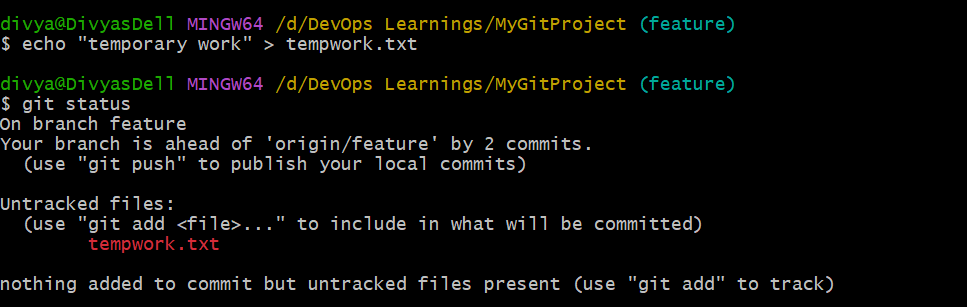 divya@DivyasDell MINGW64 /d/DevOps Learnings/MyGitProject (feature)
$ echo "temporary work" > tempwork.txt
divya@DivyasDell MINGW64 /d/DevOps Learnings/MyGitProject (feature)
$ git status
On branch feature
Your branch is ahead of 'origin/feature' by 2 commits.
  (use "git push" to publish your local commits)
Untracked files:
  (use "git add <file>..." to include in what will be committed)
        tempwork.txt
nothing added to commit but untracked files present (use "git add" to track)